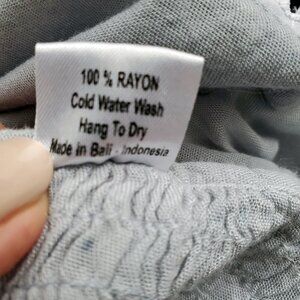 100 % RAYON
Cold Water Wash
Hang To Dry
Made in Bali - Indonesia